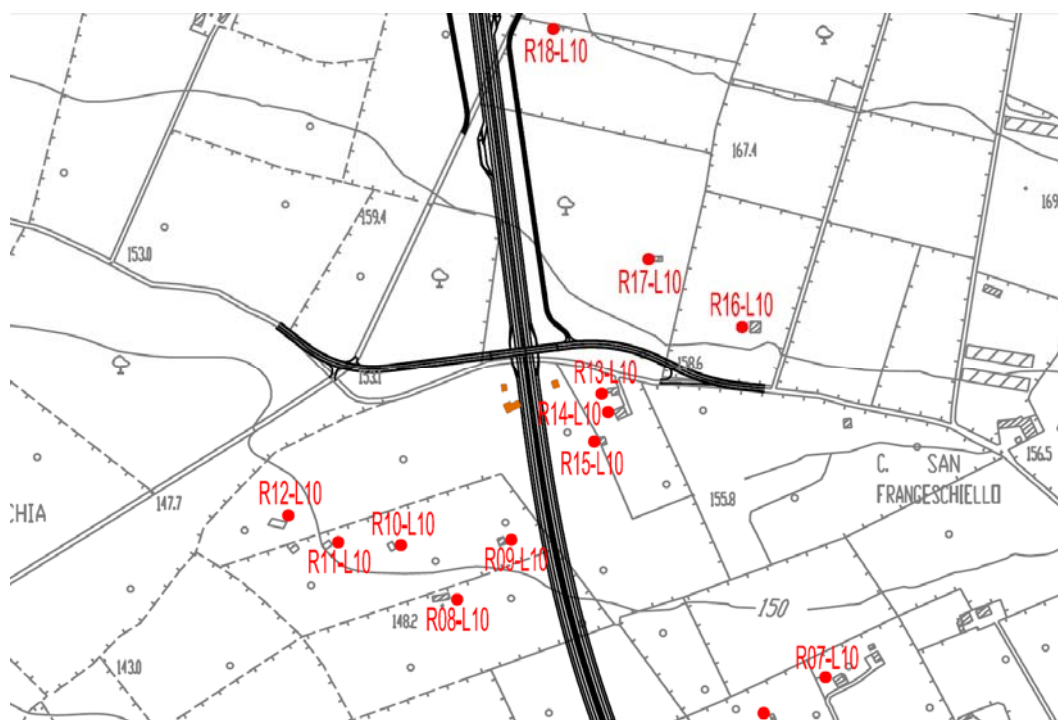 R18-L10
167.4
169
159.4
153.0
R17-L10
R16-L10
158.6
153.1
R13-L10
R14-L10
R15-L10
156.5
C. SAN
FRANGESCHIELLO
155.8
147.7
CHIA
R12-L10
R10-L10
R11-L10
R09-L10
R08-L10
148.2
150
143.0
R07-L10